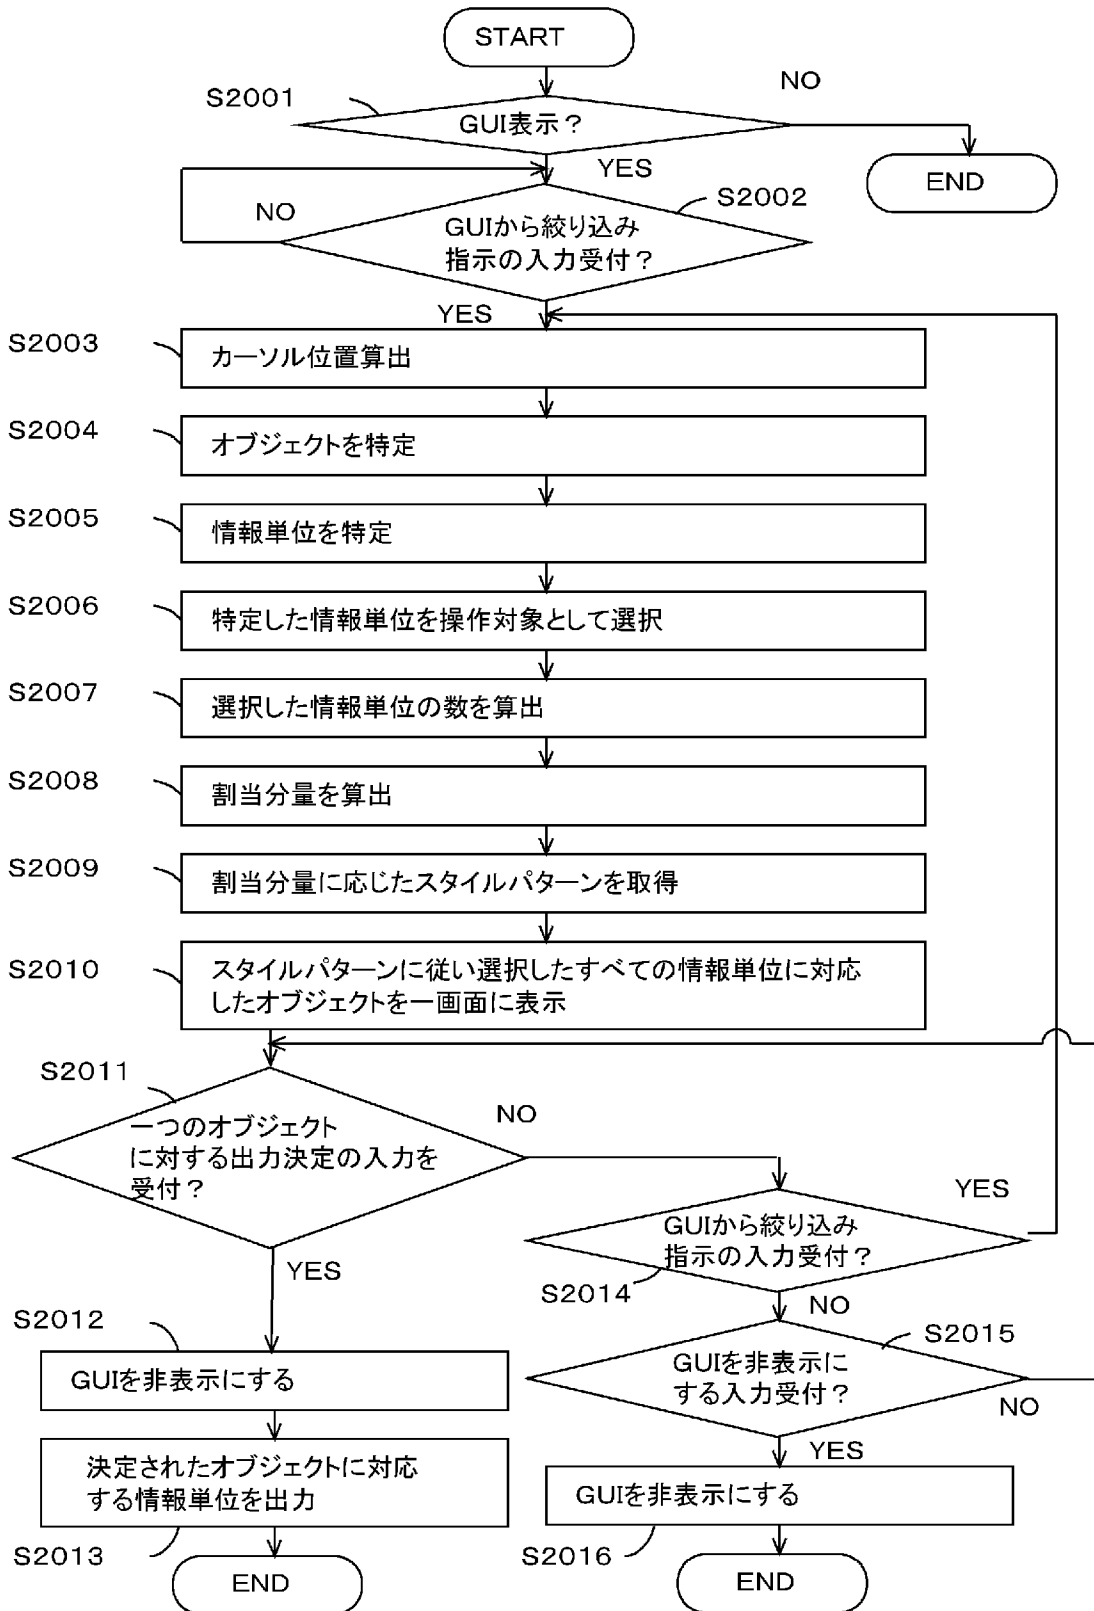 START
NO
S2001
GUI表示？
YES
END
S2002
NO
GUIから絞り込み
指示の入力受付？
YES
S2003
カーソル位置算出
S2004
オブジェクトを特定
S2005
情報単位を特定
S2006
特定した情報単位を操作対象として選択
S2007
選択した情報単位の数を算出
S2008
割当分量を算出
S2009
割当分量に応じたスタイルパターンを取得
S2010
スタイルパターンに従い選択したすべての情報単位に対応
したオブジェクトを一画面に表示
S2011
一つのオブジェクト
に対する出力決定の入力を
受付？
NO
YES
GUIから絞り込み
指示の入力受付？
YES
S2014
NO
S2012
GUIを非表示にする
S2015
GUIを非表示に
する入力受付？
NO
YES
決定されたオブジェクトに対応
する情報単位を出力
S2013
END
GUIを非表示にする
S2016
END